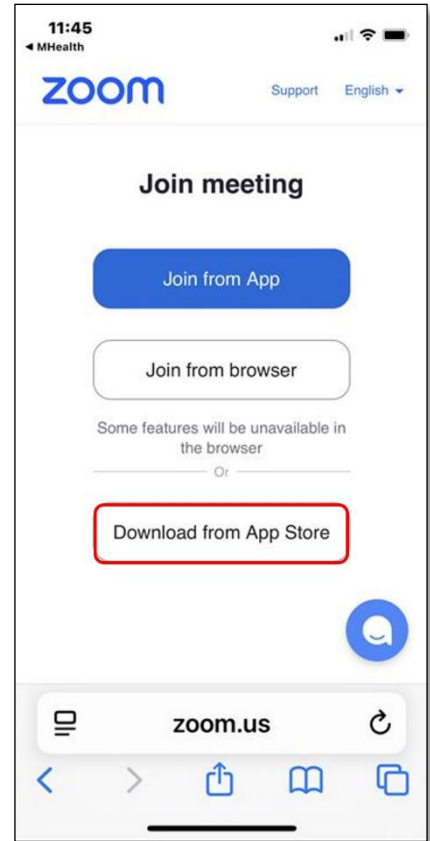 11:45
◀ MHealth
zoom
Support English
Join meeting
Join from App
Join from browser
Some features will be unavailable in
the browser
Or
Download from App Store
zoom.us